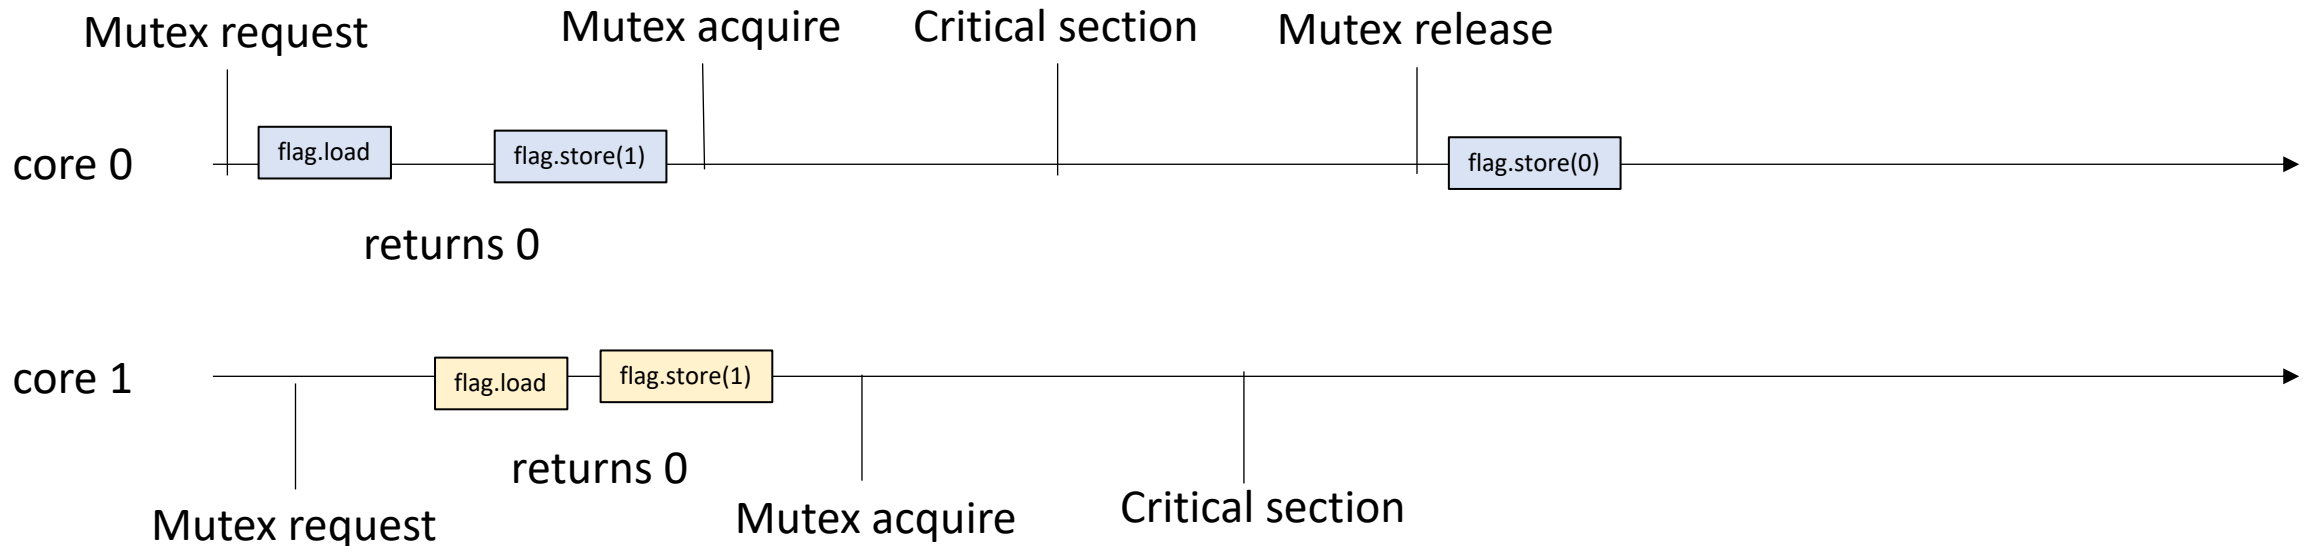 Mutex request
Mutex acquire
Critical section
Mutex release
core 0
flag.load
flag.store(1)
flag.store(0)
returns 0
core 1
flag.load
flag.store(1)
returns 0
Mutex request
Mutex acquire
Critical section